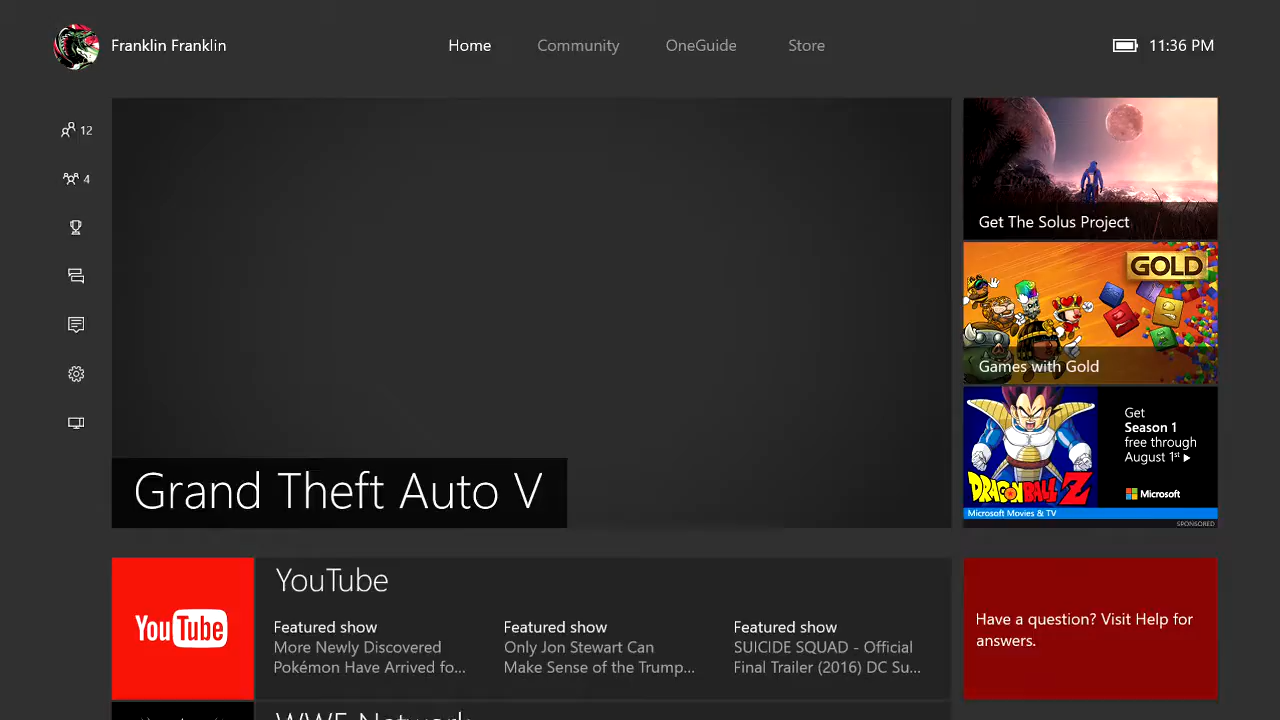 Franklin Franklin
Home
Community
OneGuide
Store
11:36 PM
12
4
Grand Theft Auto V
Get The Solus Project
GOLD
Games with Gold
DRAGON BALL Z
Get
Season 1
free through
August 1st
Microsoft
Microsoft Movies & TV
SPONSORED
YouTube
YouTube
Featured show
More Newly Discovered
Pokémon Have Arrived fo...
Featured show
Only Jon Stewart Can
Make Sense of the Trump...
Featured show
SUICIDE SQUAD - Official
Final Trailer (2016) DC Su...
Have a question? Visit Help for
answers.
WWE Network